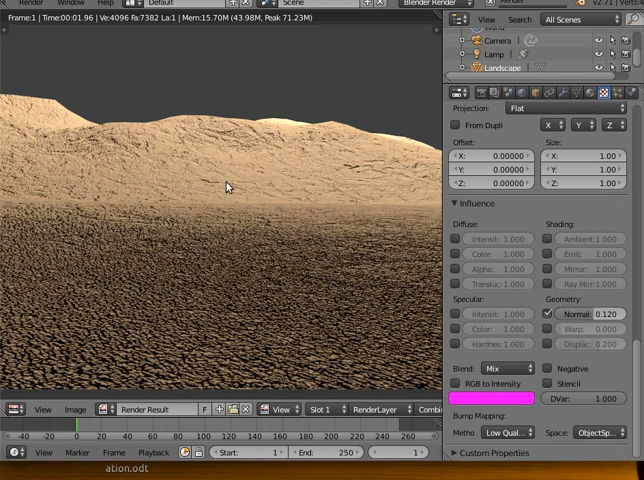 Render Window Help Default Scene Blender Render v2.71 Verts:4
Frame:1 | Time:00:01.96 | Ve:4096 Fa:7382 La:1 | Mem:15.70M (43.98M, Peak 71.23M)
View Search All Scenes
Camera
Lamp
Landscape
Projection: Flat
From Dupli X Y Z
Offset: Size:
X: 0.00000 X: 1.00
Y: 0.00000 Y: 1.00
Z: 0.00000 Z: 1.00
Influence
Diffuse: Shading:
Intensit: 1.000 Ambient:1.000
Color: 1.000 Emit: 1.000
Alpha: 1.000 Mirror: 1.000
Transluc:1.000 Ray Mirr:1.000
Specular: Geometry:
Intensit: 1.000 Normal: 0.120
Color: 1.000 Warp: 0.000
Hardnes: 1.000 Displac: 0.200
Blend: Mix Negative
RGB to Intensity Stencil
DVar: 1.000
Bump Mapping:
Metho Low Qual... Space: ObjectSp...
Custom Properties
View Image Render Result F View Slot 1 RenderLayer Combi
-40 -20 0 20 40 60 80 100 120 140 160 180 200 220 240 260
View Marker Frame Playback Start: 1 End: 250 1
ation.odt